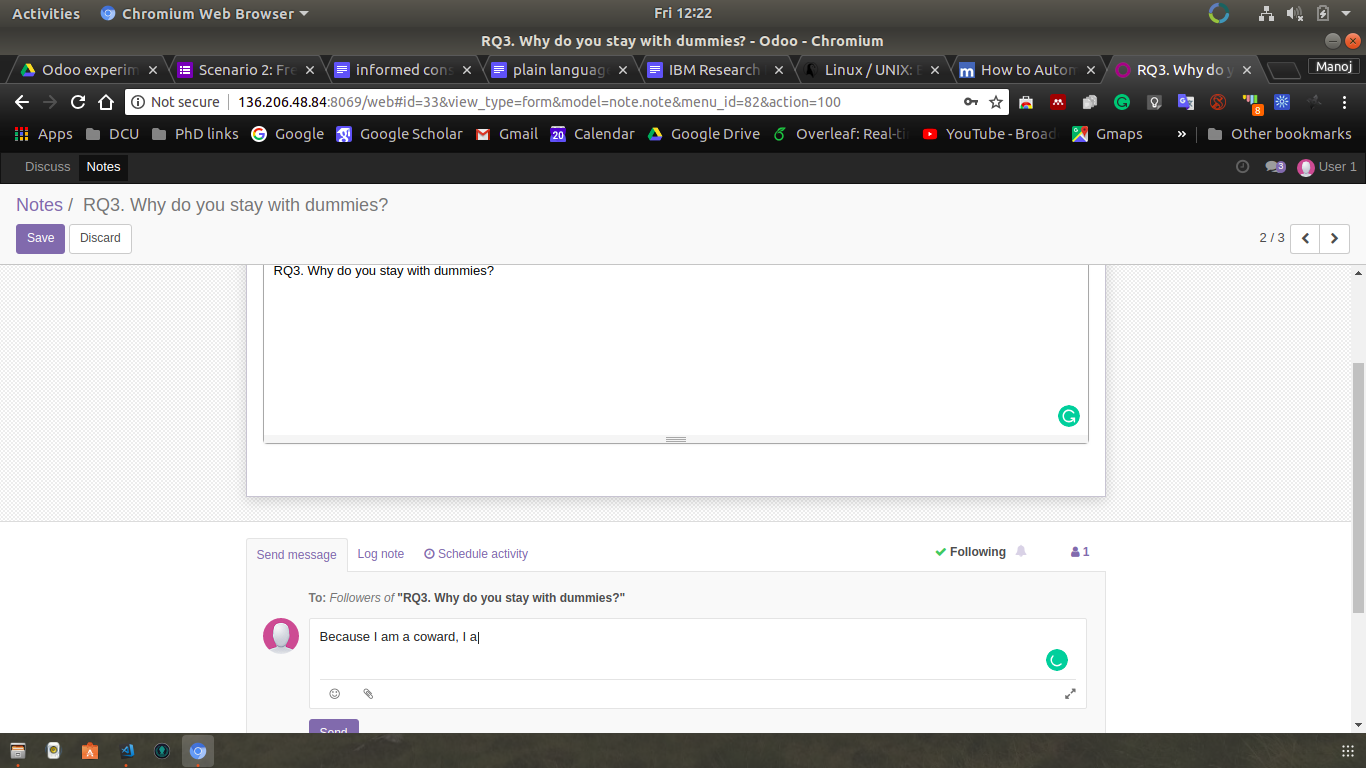 Activities Chromium Web Browser Fri 12:22
RQ3. Why do you stay with dummies? - Odoo - Chromium
Odoo experim Scenario 2: Fre informed cons plain language IBM Research Linux / UNIX: E How to Autom RQ3. Why do y Manoj
Not secure 136.206.48.84:8069/web#id=33&view_type=form&model=note.note&menu_id=82&action=100 8
Apps DCU PhD links Google Google Scholar Gmail 20 Calendar Google Drive Overleaf: Real-ti YouTube - Broad Gmaps » Other bookmarks
Discuss Notes 3 User 1
Notes / RQ3. Why do you stay with dummies?
Save Discard 2 / 3
RQ3. Why do you stay with dummies?
Send message Log note Schedule activity Following 1
To: Followers of "RQ3. Why do you stay with dummies?"
Because I am a coward, I a
Send